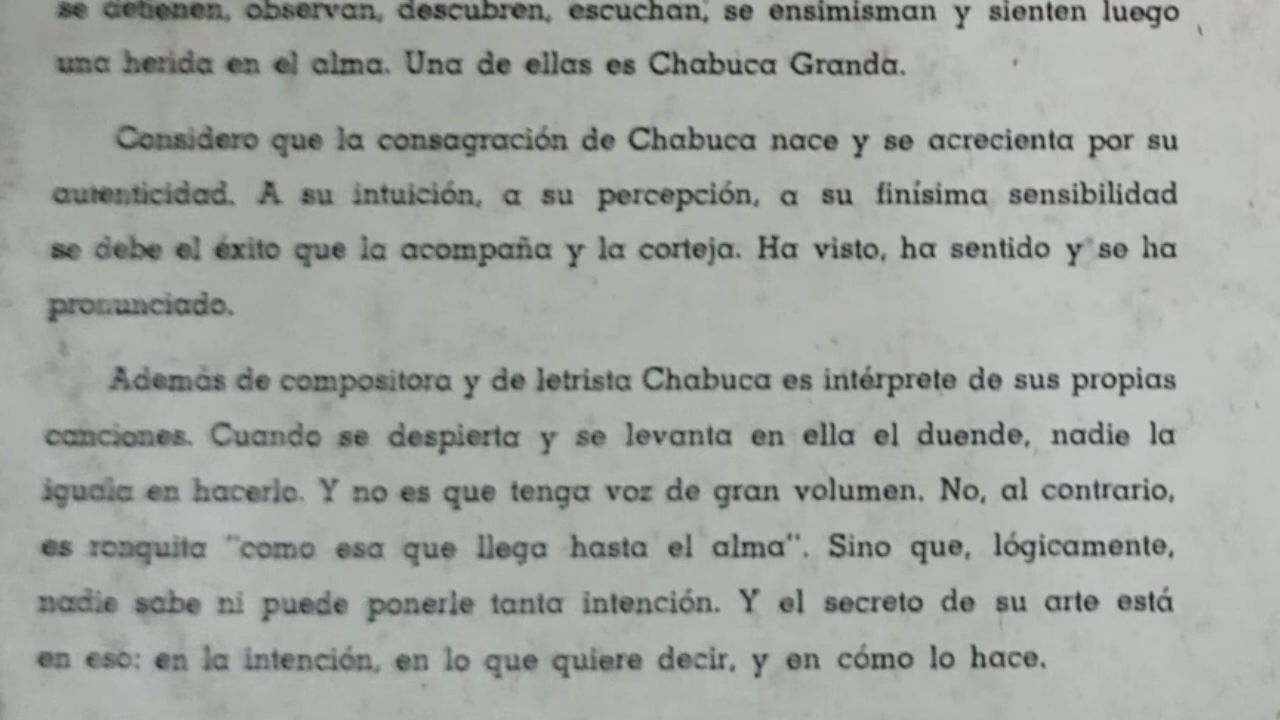 se detienen, observan, descubren, escuchan, se ensimisman y sienten luego
una herida en el alma. Una de ellas es Chabuca Granda.
Considero que la consagración de Chabuca nace y se acrecienta por su
autenticidad. A su intuición, a su percepción, a su finísima sensibilidad
se debe el éxito que la acompaña y la corteja. Ha visto, ha sentido y se ha
pronunciado.
Además de compositora y de letrista Chabuca es intérprete de sus propias
canciones. Cuando se despierta y se levanta en ella el duende, nadie la
iguala en hacerlo. Y no es que tenga voz de gran volumen. No, al contrario,
es ronquita "como esa que llega hasta el alma". Sino que, lógicamente,
nadie sabe ni puede ponerle tanta intención. Y el secreto de su arte está
en eso: en la intención, en lo que quiere decir, y en cómo lo hace.